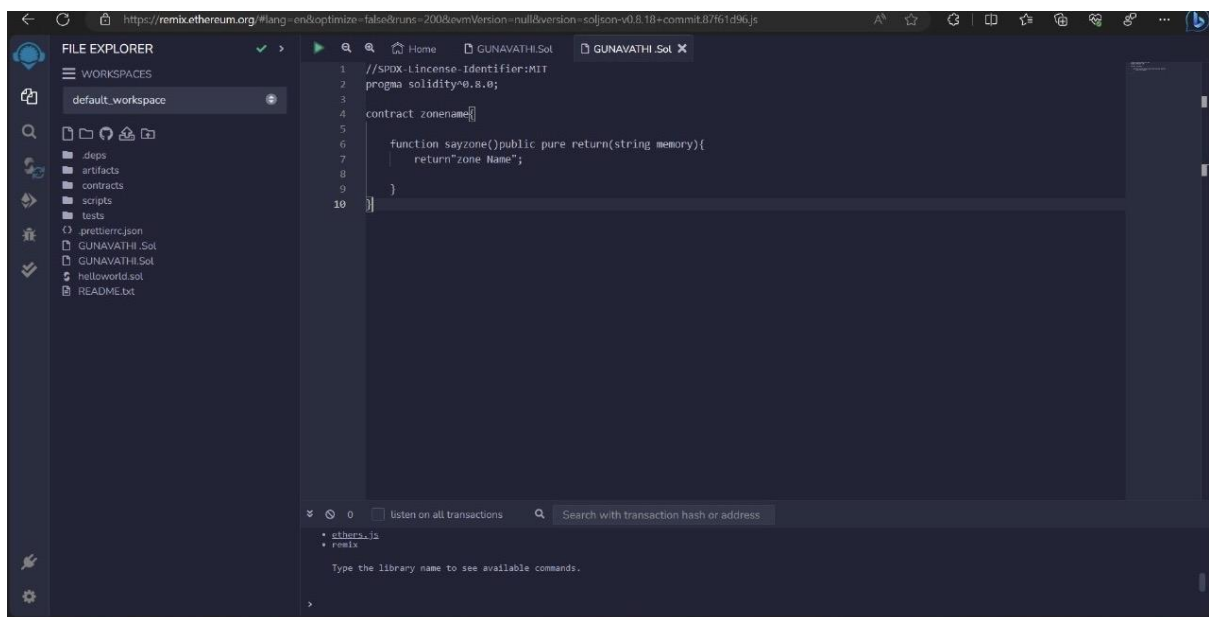 https://remix.ethereum.org/#lang=en&optimize=false&runs=200&evmVersion=null&version=soljson-v0.8.18+commit.87f61d96.js
FILE EXPLORER
WORKSPACES
default_workspace
.deps
artifacts
contracts
scripts
tests
.prettierrc.json
GUNAVATHI .Sol
GUNAVATHI.Sol
helloworld.sol
README.txt
Home GUNAVATHI.Sol GUNAVATHI .Sol
1 //SPDX-Lincense-Identifier:MIT
2 progma solidity^0.8.0;
3
4 contract zonename{
5
6 function sayzone()public pure return(string memory){
7 return"zone Name";
8
9 }
10 }
0 listen on all transactions Search with transaction hash or address
• ethers.js
• remix
Type the library name to see available commands.
>